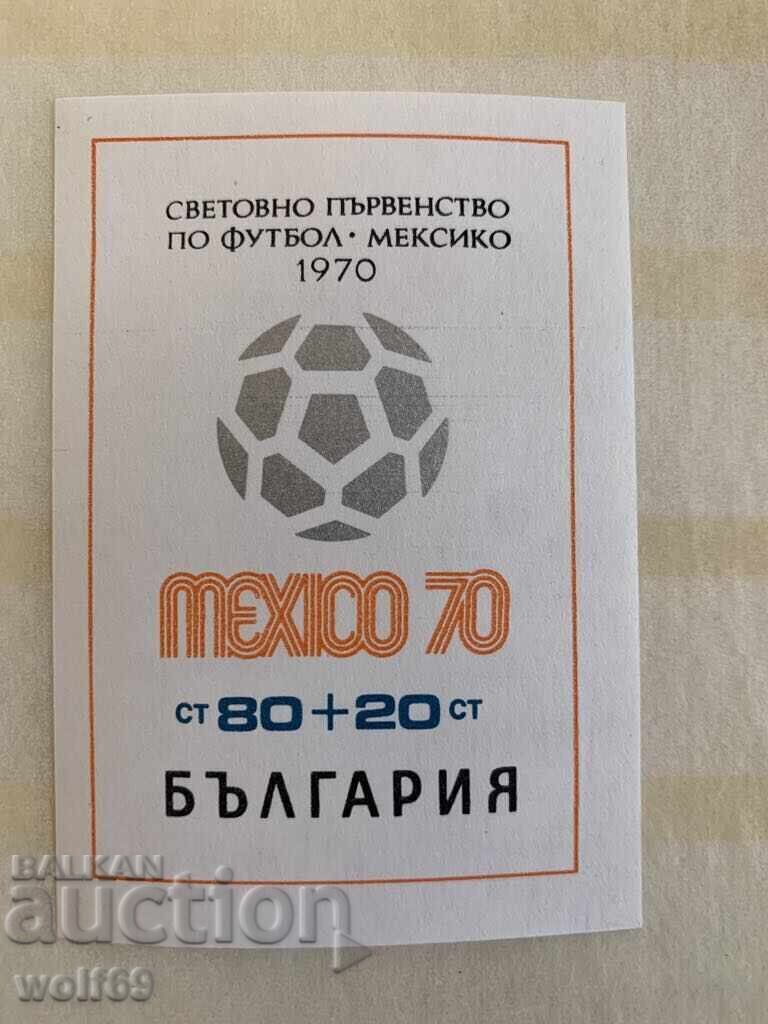 СВЕТОВНО ПЪРВЕНСТВО
ПО ФУТБОЛ · МЕКСИКО
1970
MEXICO 70
СТ 80+20 СТ
БЪЛГАРИЯ
BALKAN
auction
wolf69